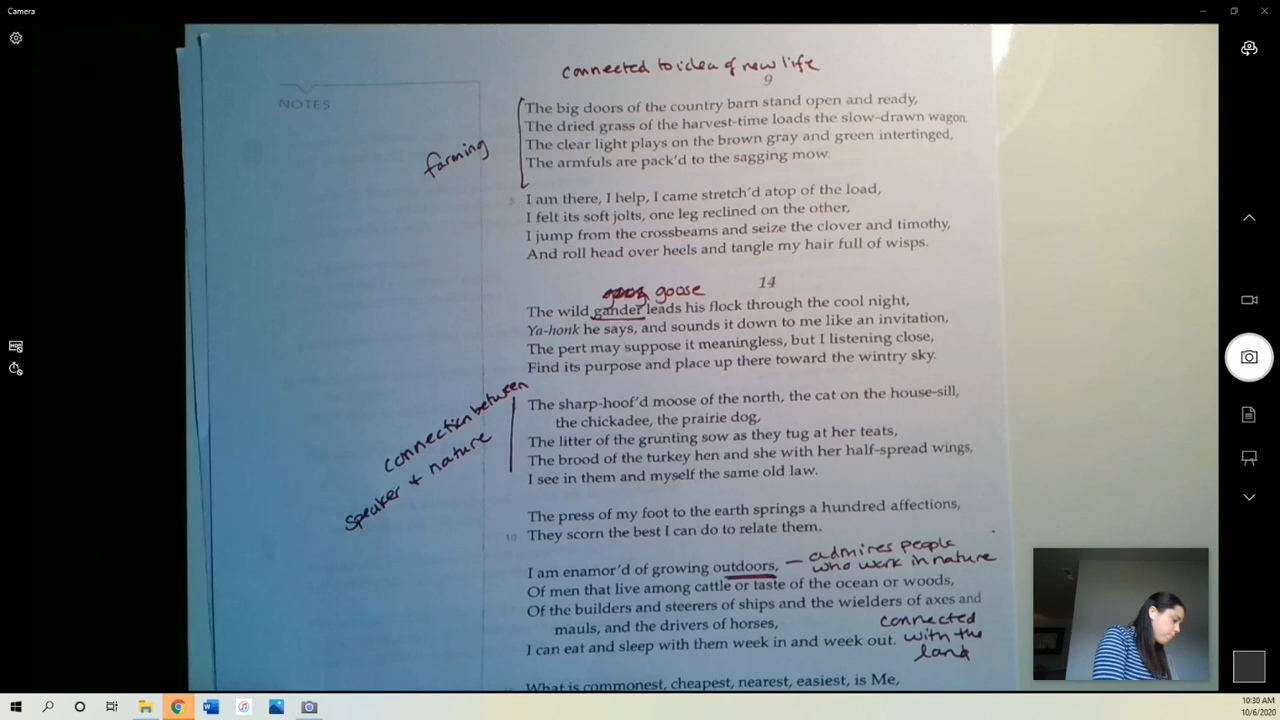 Camera
connected to idea of new life
9
NOTES
The big doors of the country barn stand open and ready,
The dried grass of the harvest-time loads the slow-drawn wagon,
The clear light plays on the brown gray and green intertinged,
The armfuls are pack'd to the sagging mow.
farming
5 I am there, I help, I came stretch'd atop of the load,
I felt its soft jolts, one leg reclined on the other,
I jump from the crossbeams and seize the clover and timothy,
And roll head over heels and tangle my hair full of wisps.
14
goose
The wild gander leads his flock through the cool night,
Ya-honk he says, and sounds it down to me like an invitation,
The pert may suppose it meaningless, but I listening close,
Find its purpose and place up there toward the wintry sky.
connection between
speaker + nature
The sharp-hoof'd moose of the north, the cat on the house-sill,
the chickadee, the prairie dog,
The litter of the grunting sow as they tug at her teats,
The brood of the turkey hen and she with her half-spread wings,
I see in them and myself the same old law.
The press of my foot to the earth springs a hundred affections,
10 They scorn the best I can do to relate them.
I am enamor'd of growing outdoors, — admires people
who work in nature
Of men that live among cattle or taste of the ocean or woods,
Of the builders and steerers of ships and the wielders of axes and
mauls, and the drivers of horses,
I can eat and sleep with them week in and week out.
connected
with the
land
What is commonest, cheapest, nearest, easiest, is Me,
10:30 AM
10/6/2020